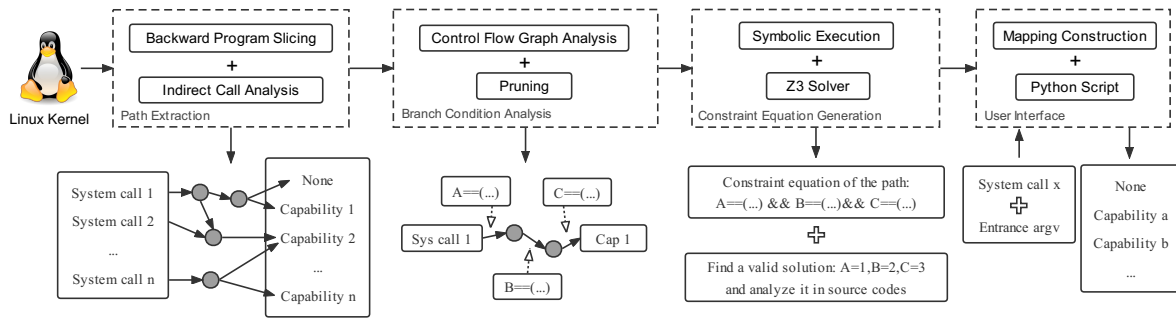 Linux Kernel
Backward Program Slicing
+
Indirect Call Analysis
Path Extraction
System call 1
System call 2
...
System call n
None
Capability 1
Capability 2
...
Capability n
Control Flow Graph Analysis
+
Pruning
Branch Condition Analysis
A==(...)
C==(...)
Sys call 1
Cap 1
B==(...)
Symbolic Execution
+
Z3 Solver
Constraint Equation Generation
Constraint equation of the path:
A==(...) && B==(...)&& C==(...)
Find a valid solution: A=1,B=2,C=3
and analyze it in source codes
Mapping Construction
+
Python Script
User Interface
System call x
Entrance argv
None
Capability a
Capability b
...